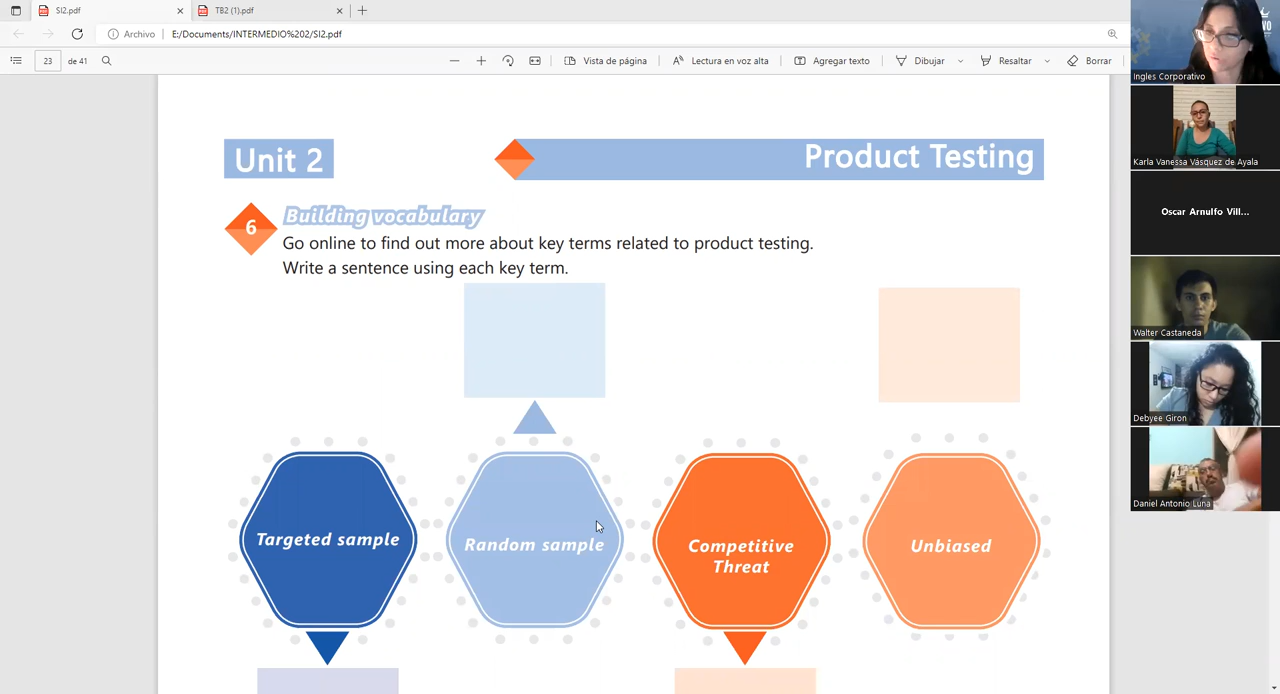 SI2.pdf
TB2 (1).pdf
Archivo
E:/Documents/INTERMEDIO%202/SI2.pdf
23
de 41
Vista de página
Lectura en voz alta
Agregar texto
Dibujar
Resaltar
Borrar
Unit 2
Product Testing
6
Building vocabulary
Go online to find out more about key terms related to product testing.
Write a sentence using each key term.
Targeted sample
Random sample
Competitive
Threat
Unbiased
Ingles Corporativo
Karla Vanessa Vásquez de Ayala
Oscar Arnulfo Vill...
Walter Castaneda
Debyee Giron
Daniel Antonio Luna